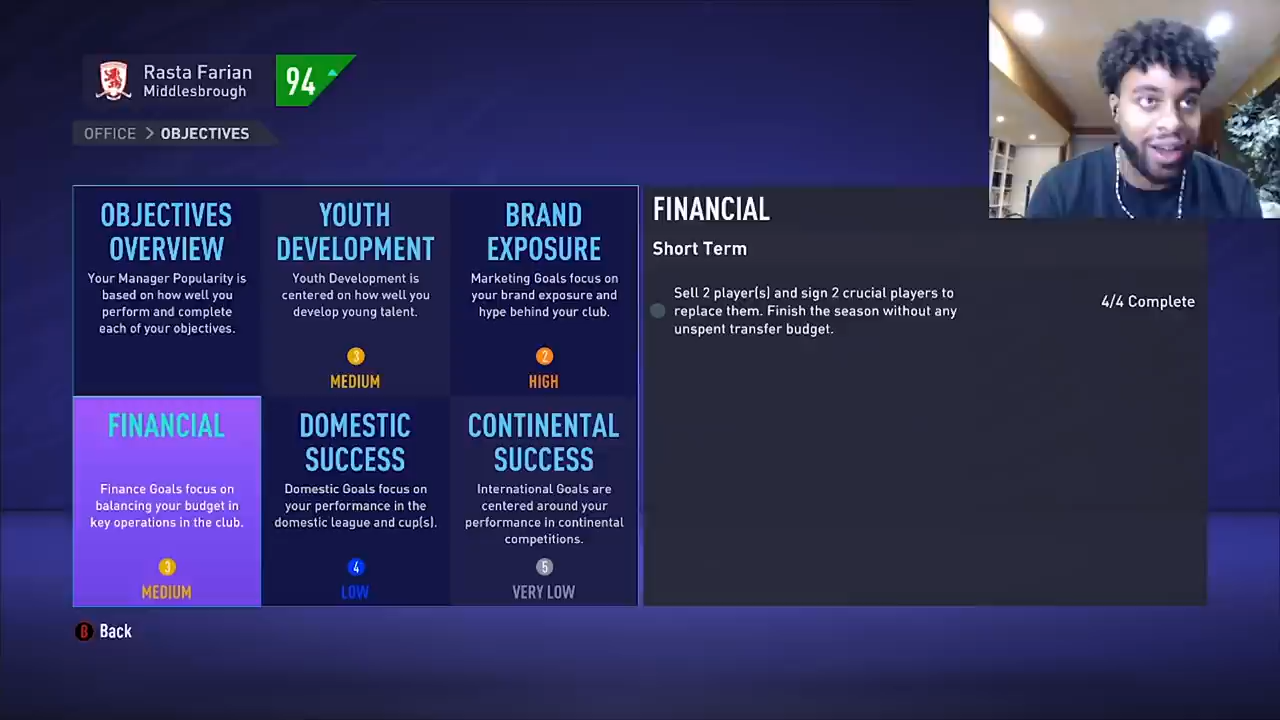 Rasta Farian
Middlesbrough
94
OFFICE > OBJECTIVES
OBJECTIVES
OVERVIEW
Your Manager Popularity is
based on how well you
perform and complete
each of your objectives.
YOUTH
DEVELOPMENT
Youth Development is
centered on how well you
develop young talent.
3
MEDIUM
BRAND
EXPOSURE
Marketing Goals focus on
your brand exposure and
hype behind your club.
2
HIGH
FINANCIAL
Finance Goals focus on
balancing your budget in
key operations in the club.
3
MEDIUM
DOMESTIC
SUCCESS
Domestic Goals focus on
your performance in the
domestic league and cup(s).
4
LOW
CONTINENTAL
SUCCESS
International Goals are
centered around your
performance in continental
competitions.
5
VERY LOW
FINANCIAL
Short Term
Sell 2 player(s) and sign 2 crucial players to
replace them. Finish the season without any
unspent transfer budget.
4/4 Complete
B Back